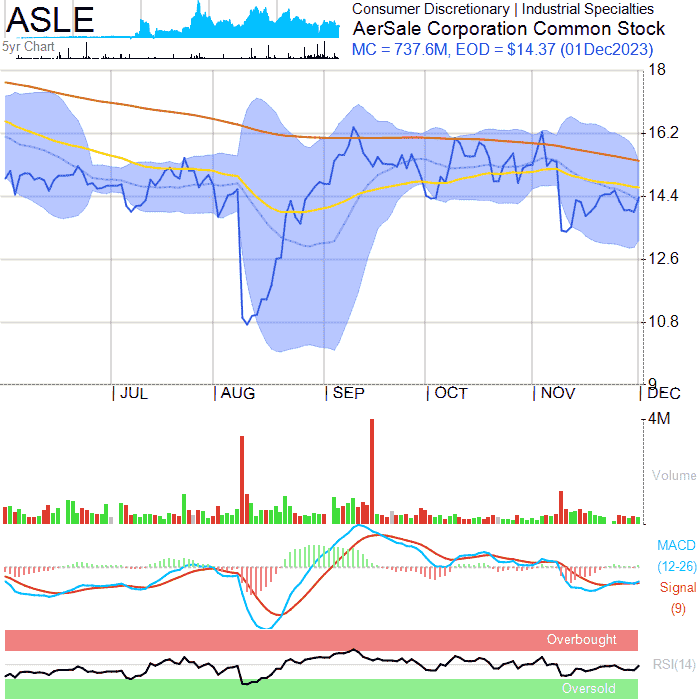 ASLE
5yr Chart
Consumer Discretionary | Industrial Specialties
AerSale Corporation Common Stock
MC = 737.6M, EOD = $14.37 (01Dec2023)
18
16.2
14.4
12.6
10.8
9
JUL
AUG
SEP
OCT
NOV
DEC
4M
Volume
MACD
(12-26)
Signal
(9)
Overbought
RSI(14)
Oversold